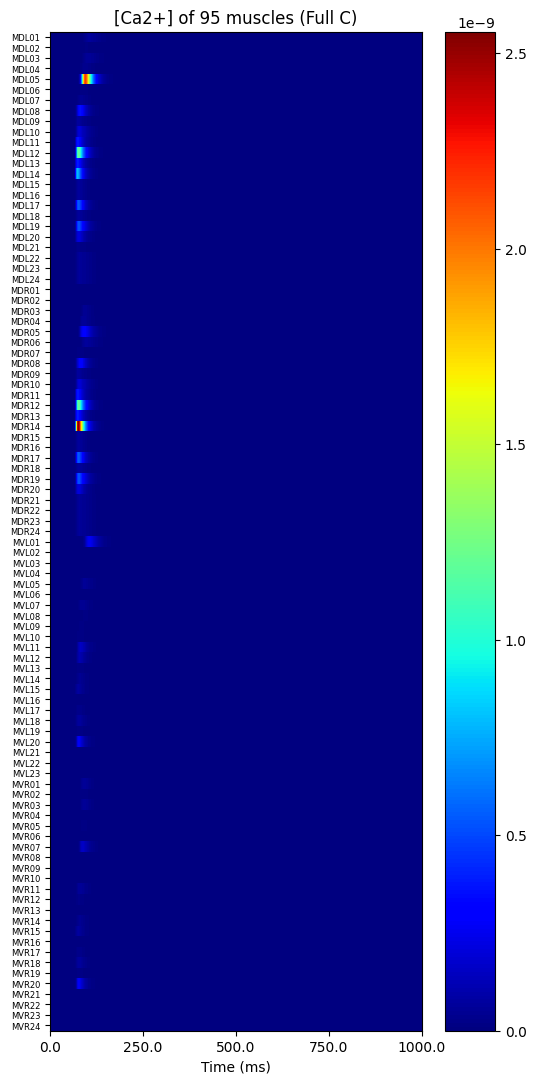 [Ca2+] of 95 muscles (Full C)
1e−9
MDL01
MDL02
MDL03
MDL04
MDL05
MDL06
MDL07
MDL08
MDL09
MDL10
MDL11
MDL12
MDL13
MDL14
MDL15
MDL16
MDL17
MDL18
MDL19
MDL20
MDL21
MDL22
MDL23
MDL24
MDR01
MDR02
MDR03
MDR04
MDR05
MDR06
MDR07
MDR08
MDR09
MDR10
MDR11
MDR12
MDR13
MDR14
MDR15
MDR16
MDR17
MDR18
MDR19
MDR20
MDR21
MDR22
MDR23
MDR24
MVL01
MVL02
MVL03
MVL04
MVL05
MVL06
MVL07
MVL08
MVL09
MVL10
MVL11
MVL12
MVL13
MVL14
MVL15
MVL16
MVL17
MVL18
MVL19
MVL20
MVL21
MVL22
MVL23
MVR01
MVR02
MVR03
MVR04
MVR05
MVR06
MVR07
MVR08
MVR09
MVR10
MVR11
MVR12
MVR13
MVR14
MVR15
MVR16
MVR17
MVR18
MVR19
MVR20
MVR21
MVR22
MVR23
MVR24
0.0 250.0 500.0 750.0 1000.0
Time (ms)
2.5
2.0
1.5
1.0
0.5
0.0